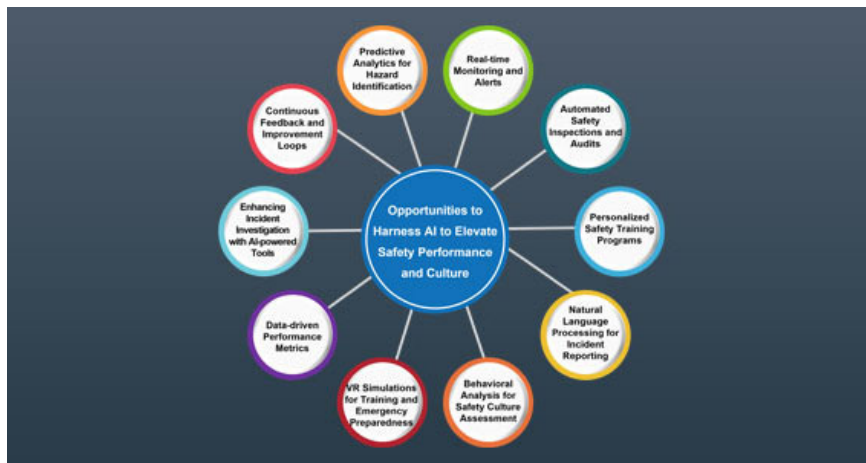 Predictive
Analytics for
Hazard
Identification
Real-time
Monitoring and
Alerts
Automated
Safety
Inspections and
Audits
Personalized
Safety Training
Programs
Natural
Language
Processing for
Incident
Reporting
Behavioral
Analysis for
Safety Culture
Assessment
VR Simulations
for Training and
Emergency
Preparedness
Data-driven
Performance
Metrics
Enhancing
Incident
Investigation
with AI-powered
Tools
Continuous
Feedback and
Improvement
Loops
Opportunities to
Harness AI to Elevate
Safety Performance
and Culture